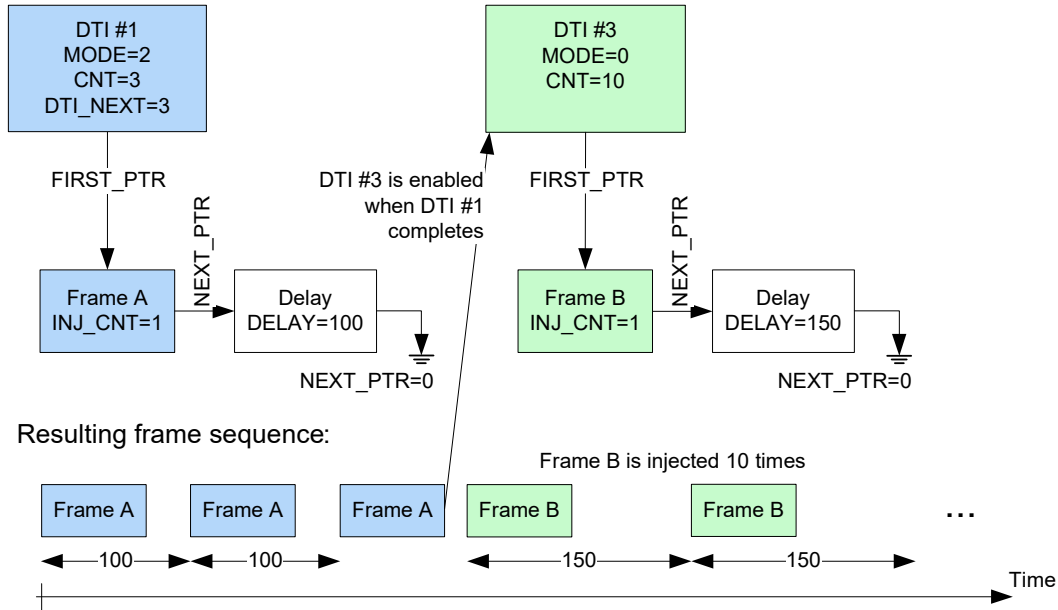 DTI #1
MODE=2
CNT=3
DTI_NEXT=3
DTI #3
MODE=0
CNT=10
FIRST_PTR
NEXT_PTR
DTI #3 is enabled
when DTI #1
completes
FIRST_PTR
NEXT_PTR
Frame A
INJ_CNT=1
Delay
DELAY=100
NEXT_PTR=0
Frame B
INJ_CNT=1
Delay
DELAY=150
NEXT_PTR=0
Resulting frame sequence:
Frame B is injected 10 times
Frame A
Frame A
Frame A
Frame B
Frame B
...
100
100
150
150
Time